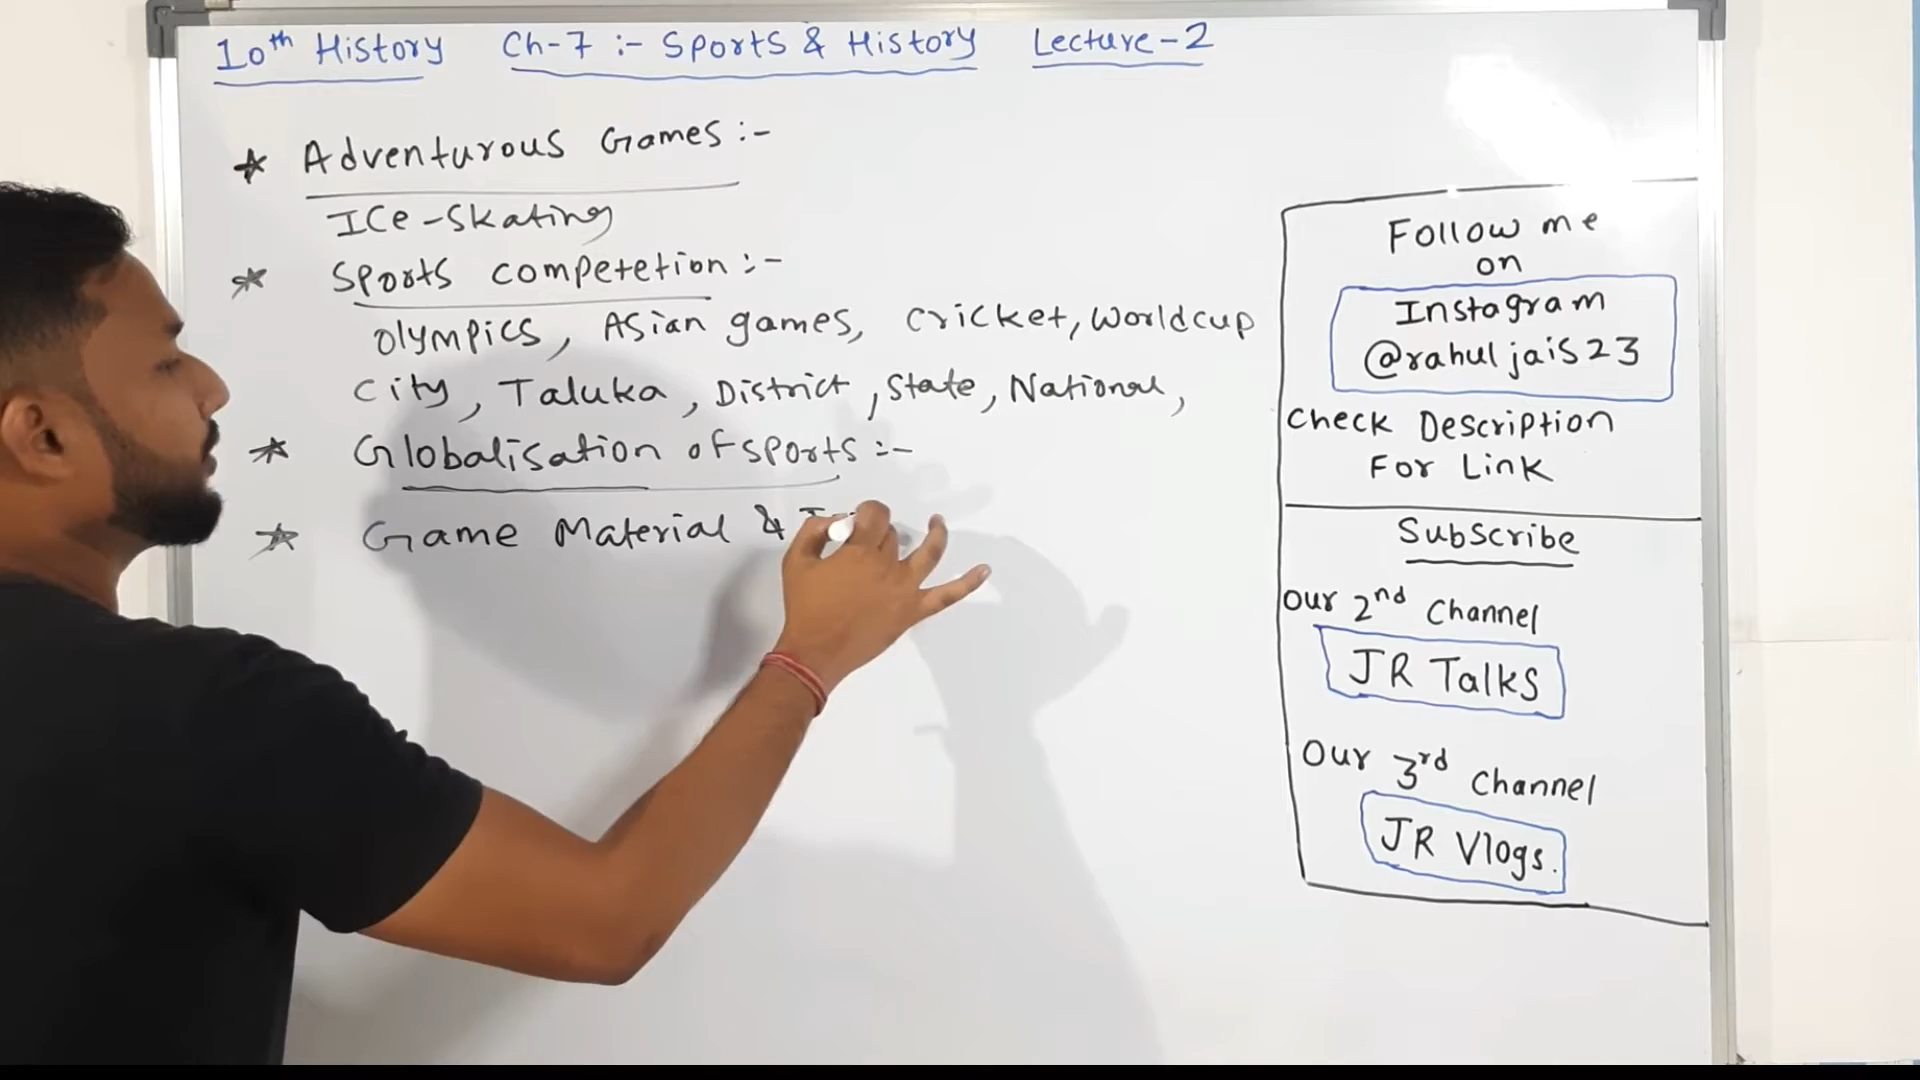 10th History Ch-7 :- Sports & History Lecture-2
* Adventurous Games :-
ICe-Skating
* Sports competetion :-
Olympics, Asian games, Cricket, Worldcup
City, Taluka, District, State, National,
* Globalisation of sports :-
* Game Material &
Follow me
on
Instagram
@rahuljais23
Check Description
For Link
Subscribe
Our 2nd Channel
JR Talks
Our 3rd Channel
JR Vlogs.